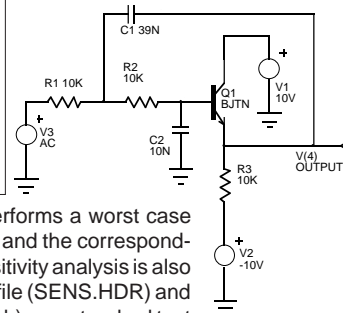 C1 39N
R1 10K
R2
10K
Q1
BJTN
V1
10V
V3
AC
C2
10N
V(4)
OUTPUT
R3
10K
V2
-10V
erforms a worst case
and the correspond-
sitivity analysis is also
file (SENS.HDR) and